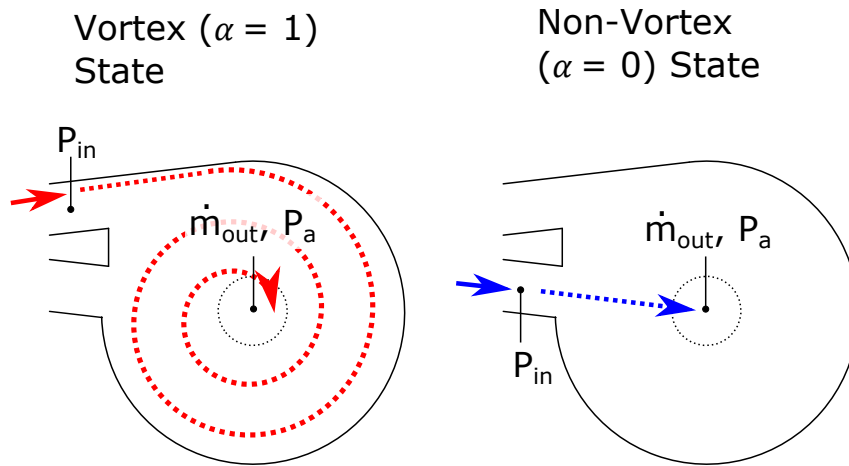 Vortex (α = 1)
State
P_in
ṁ_out, P_a
Non-Vortex
(α = 0) State
ṁ_out, P_a
P_in